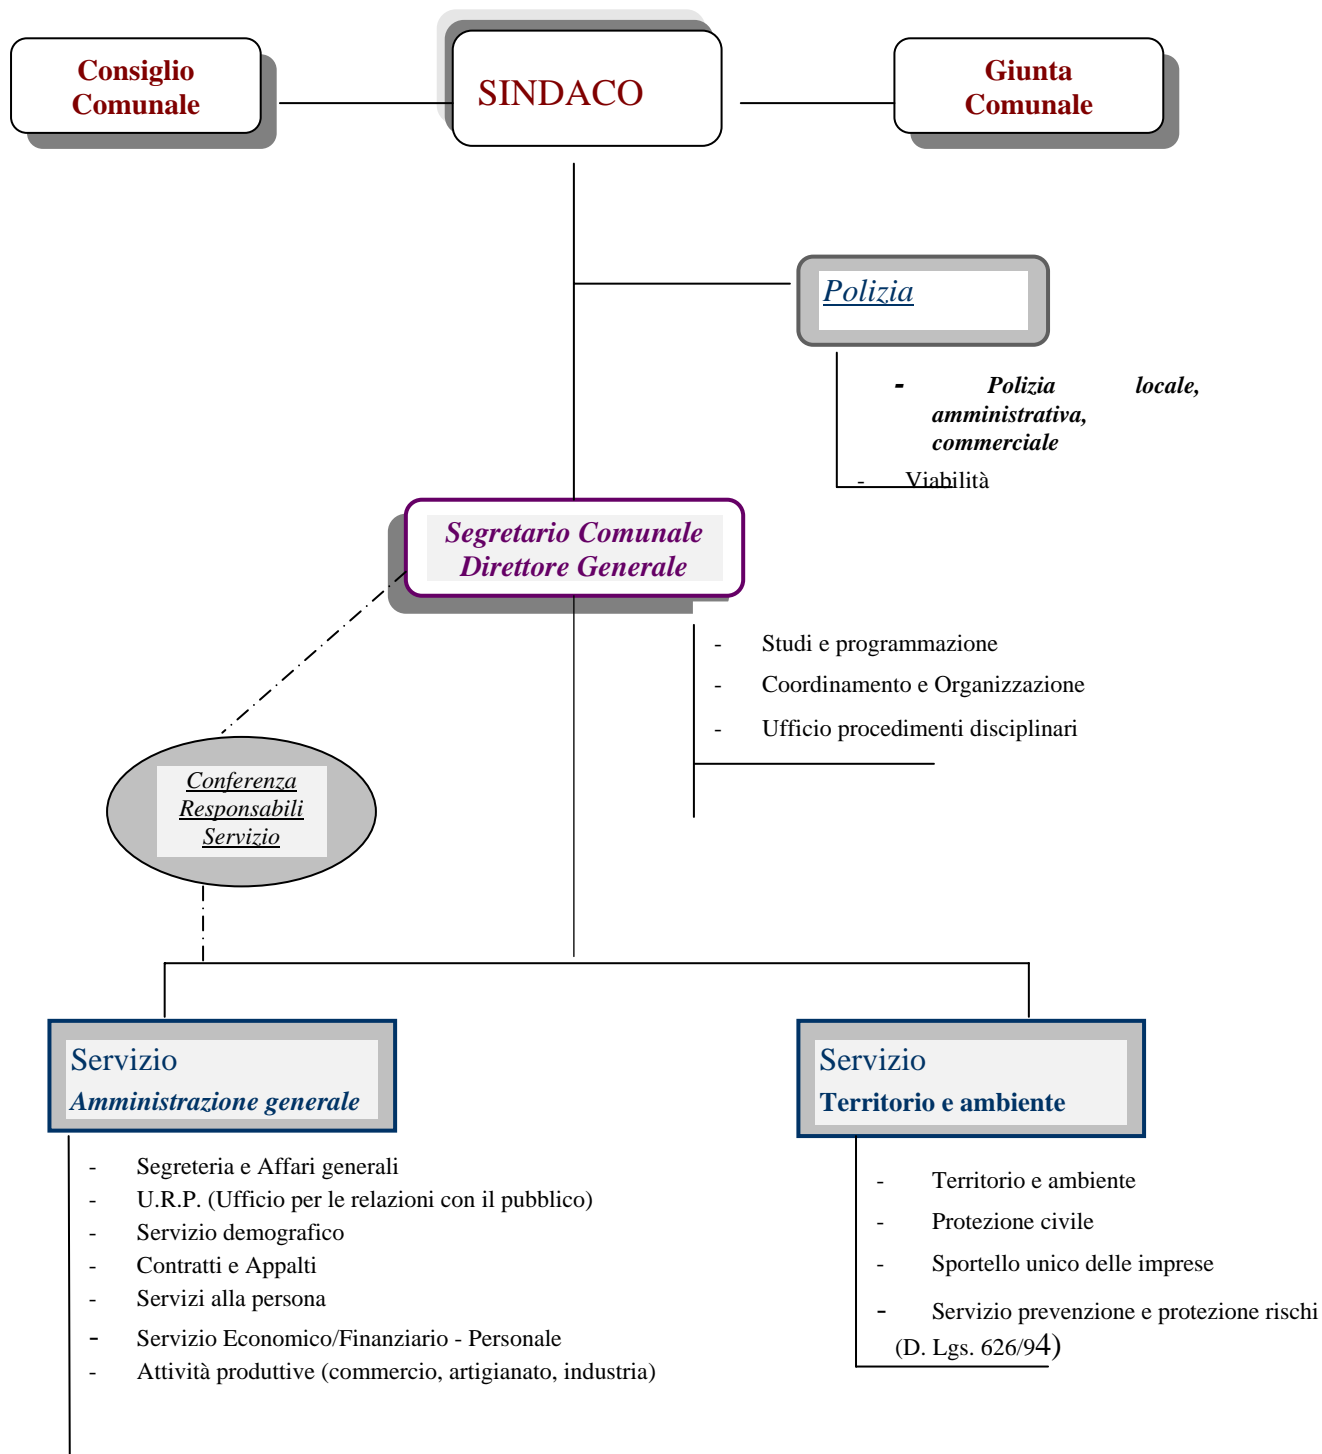 Consiglio
Comunale
SINDACO
Giunta
Comunale
Polizia
- Polizia locale,
amministrativa,
commerciale
- Viabilità
Segretario Comunale
Direttore Generale
- Studi e programmazione
- Coordinamento e Organizzazione
- Ufficio procedimenti disciplinari
Conferenza
Responsabili
Servizio
Servizio
Amministrazione generale
- Segreteria e Affari generali
- U.R.P. (Ufficio per le relazioni con il pubblico)
- Servizio demografico
- Contratti e Appalti
- Servizi alla persona
- Servizio Economico/Finanziario - Personale
- Attività produttive (commercio, artigianato, industria)
Servizio
Territorio e ambiente
- Territorio e ambiente
- Protezione civile
- Sportello unico delle imprese
- Servizio prevenzione e protezione rischi
(D. Lgs. 626/94)